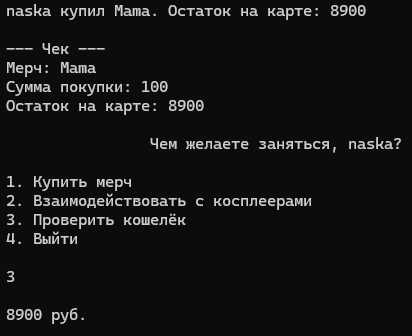 naska купил Mama. Остаток на карте: 8900
--- Чек ---
Мерч: Mama
Сумма покупки: 100
Остаток на карте: 8900
Чем желаете заняться, naska?
1. Купить мерч
2. Взаимодействовать с косплеерами
3. Проверить кошелёк
4. Выйти
3
8900 руб.